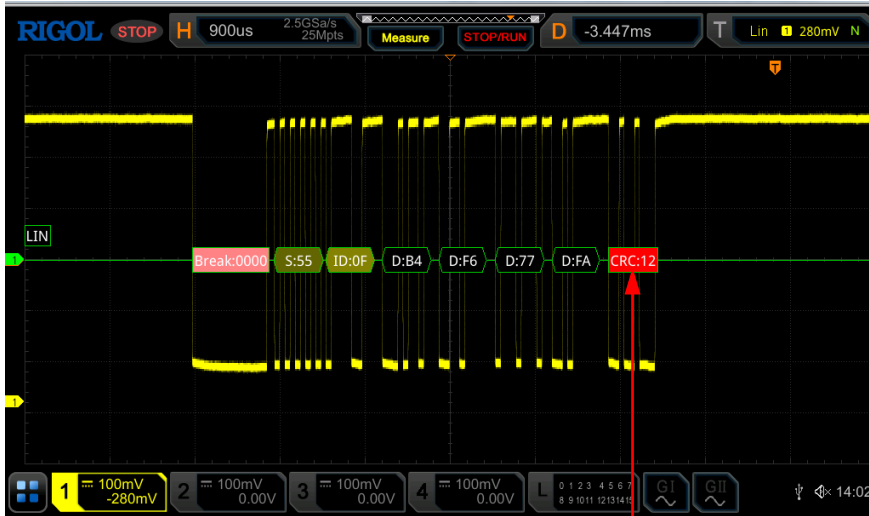 RIGOL STOP H 900us 2.5GSa/s 25Mpts Measure STOP/RUN D -3.447ms T Lin 1 280mV N
T
LIN
1 Break:0000 S:55 ID:0F D:B4 D:F6 D:77 D:FA CRC:12
1
1 100mV -280mV 2 100mV 0.00V 3 100mV 0.00V 4 100mV 0.00V L 0 1 2 3 4 5 6 7 GI GII 14:02
8 9 10 11 12 13 14 15